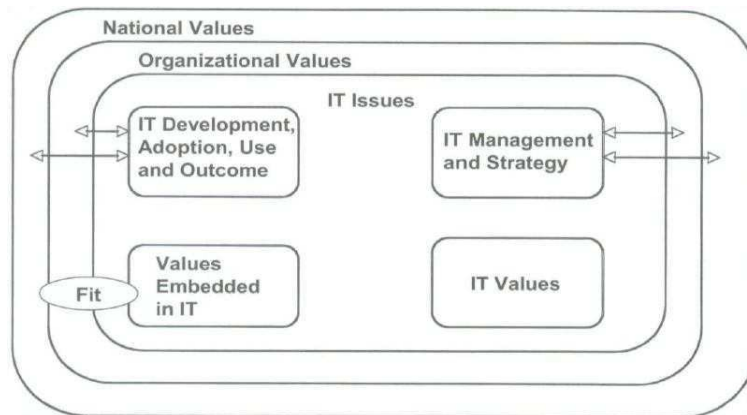 National Values
Organizational Values
IT Issues
IT Development,
Adoption, Use
and Outcome
IT Management
and Strategy
Values
Embedded
in IT
IT Values
Fit